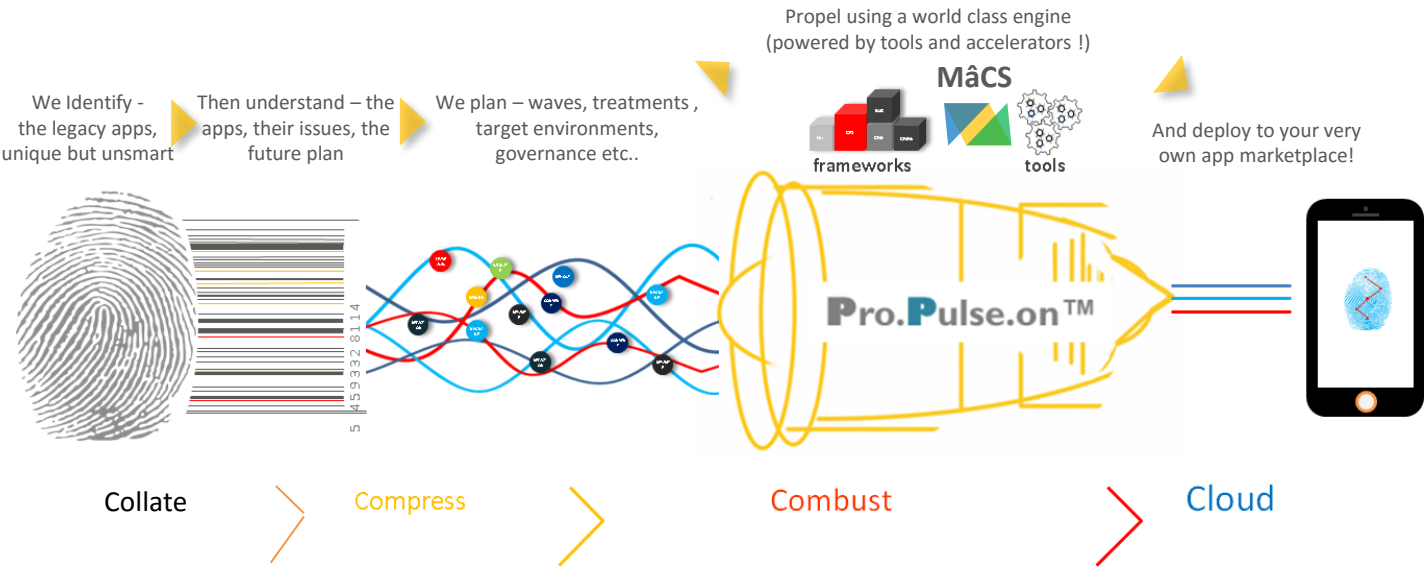 Propel using a world class engine
(powered by tools and accelerators !)
MâCS
frameworks
tools
We Identify -
the legacy apps,
unique but unsmart
Then understand – the
apps, their issues, the
future plan
We plan – waves, treatments ,
target environments,
governance etc..
And deploy to your very
own app marketplace!
5 459332 8114
Pro.Pulse.on™
Collate
Compress
Combust
Cloud